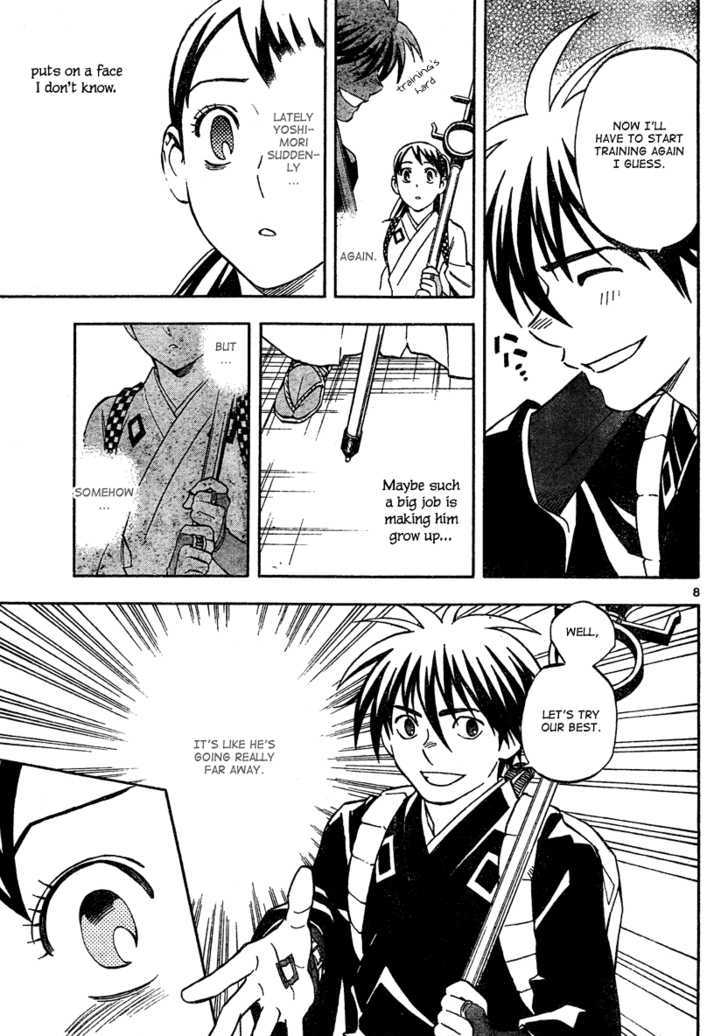 NOW I'LL
HAVE TO START
TRAINING AGAIN
I GUESS.
training's
hard
AGAIN.
LATELY
YOSHI-
MORI
SUDDEN-
LY
...
puts on a face
I don't know.
Maybe such
a big job is
making him
grow up...
BUT
...
SOMEHOW
...
8
WELL,
LET'S TRY
OUR BEST.
IT'S LIKE HE'S
GOING REALLY
FAR AWAY.